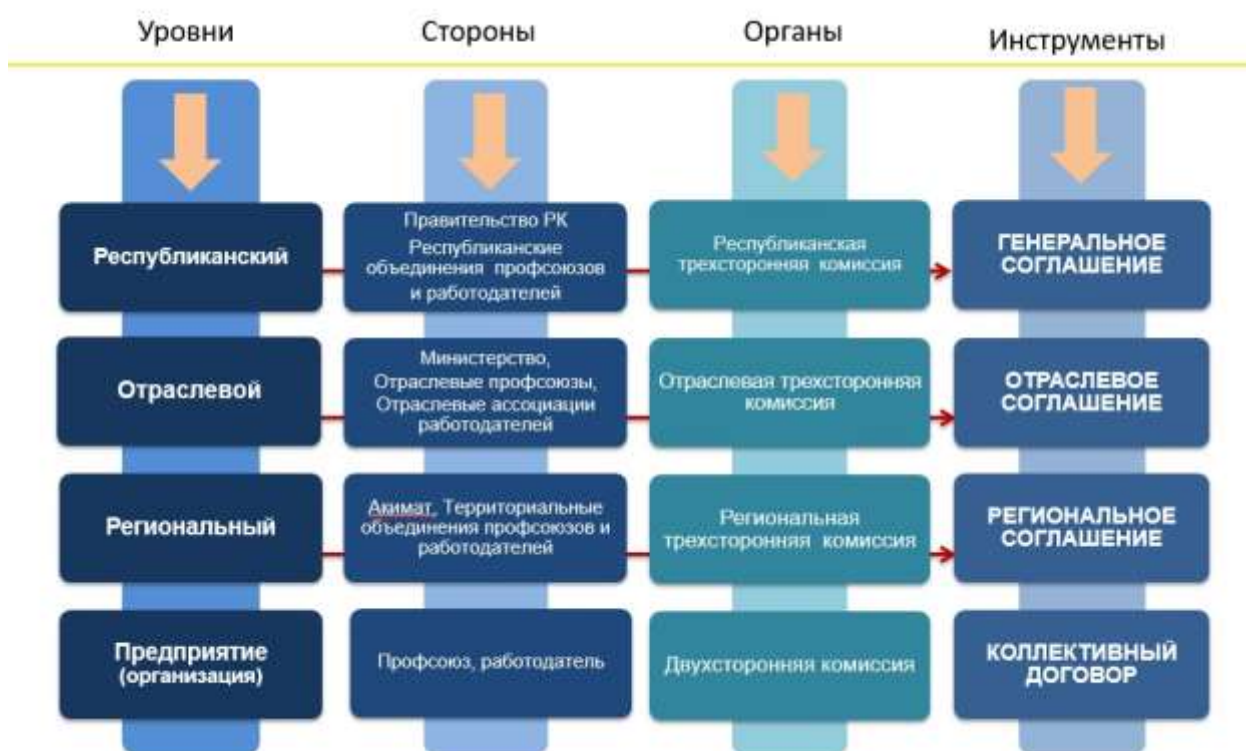 Уровни
Стороны
Органы
Инструменты
Республиканский
Правительство РК
Республиканские
объединения профсоюзов
и работодателей
Республиканская
трехсторонняя комиссия
ГЕНЕРАЛЬНОЕ
СОГЛАШЕНИЕ
Отраслевой
Министерство,
Отраслевые профсоюзы,
Отраслевые ассоциации
работодателей
Отраслевая трехсторонняя
комиссия
ОТРАСЛЕВОЕ
СОГЛАШЕНИЕ
Региональный
Акимат, Территориальные
объединения профсоюзов и
работодателей
Региональная
трехсторонняя комиссия
РЕГИОНАЛЬНОЕ
СОГЛАШЕНИЕ
Предприятие
(организация)
Профсоюз, работодатель
Двухсторонняя комиссия
КОЛЛЕКТИВНЫЙ
ДОГОВОР